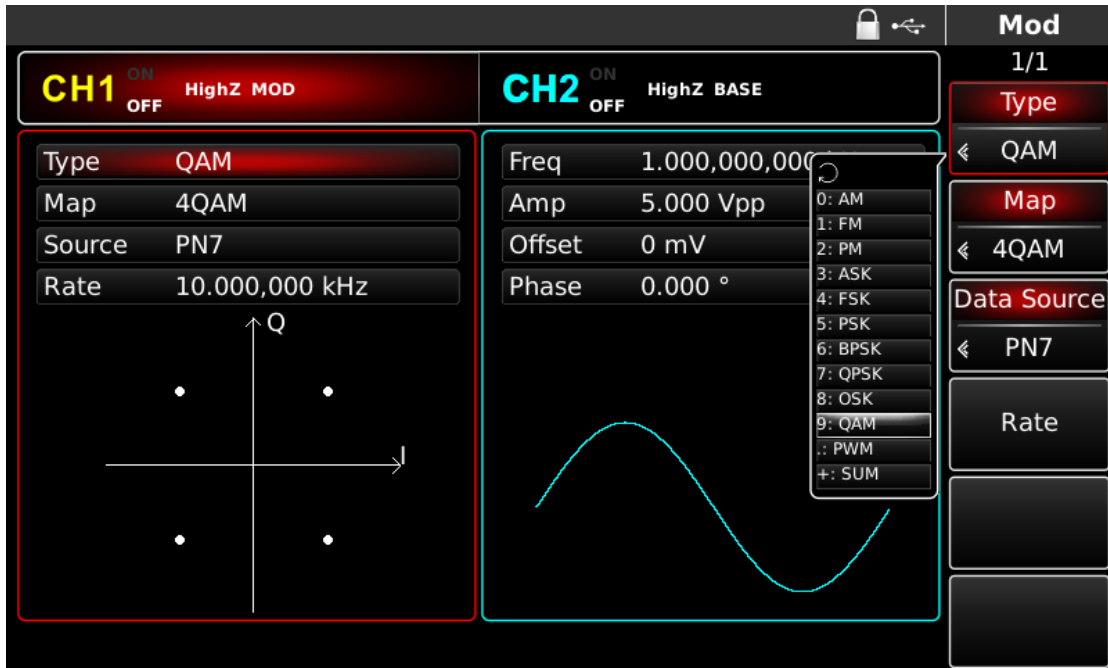 Mod
1/1
CH1 ON OFF HighZ MOD
CH2 ON OFF HighZ BASE
Type QAM
Map 4QAM
Source PN7
Rate 10.000,000 kHz
Q
I
Freq 1.000,000,000
Amp 5.000 Vpp
Offset 0 mV
Phase 0.000 °
0: AM
1: FM
2: PM
3: ASK
4: FSK
5: PSK
6: BPSK
7: QPSK
8: OSK
9: QAM
.: PWM
+: SUM
Type
QAM
Map
4QAM
Data Source
PN7
Rate